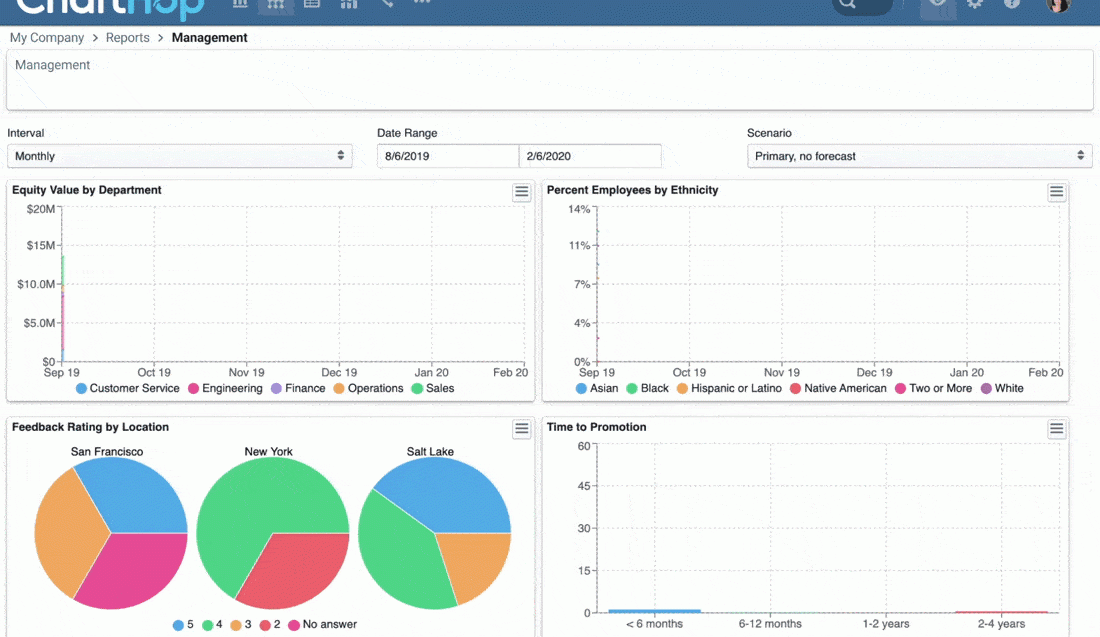 ChartHop
My Company > Reports > Management
Management
Interval
Date Range
Scenario
Monthly
8/6/2019
2/6/2020
Primary, no forecast
Equity Value by Department
$20M
$15M
$10.0M
$5.0M
$0
Sep 19 Oct 19 Nov 19 Dec 19 Jan 20 Feb 20
Customer Service Engineering Finance Operations Sales
Percent Employees by Ethnicity
14%
11%
7%
4%
0%
Sep 19 Oct 19 Nov 19 Dec 19 Jan 20 Feb 20
Asian Black Hispanic or Latino Native American Two or More White
Feedback Rating by Location
San Francisco New York Salt Lake
5 4 3 2 No answer
Time to Promotion
60
45
30
15
0
< 6 months 6-12 months 1-2 years 2-4 years